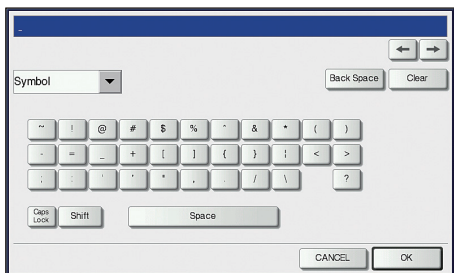 _
← →
Symbol Back Space Clear
~ ! @ # $ % ^ & * ( )
- = _ + [ ] { } ¦ < >
; : ' , . / \ ?
Caps Lock Shift Space
CANCEL OK